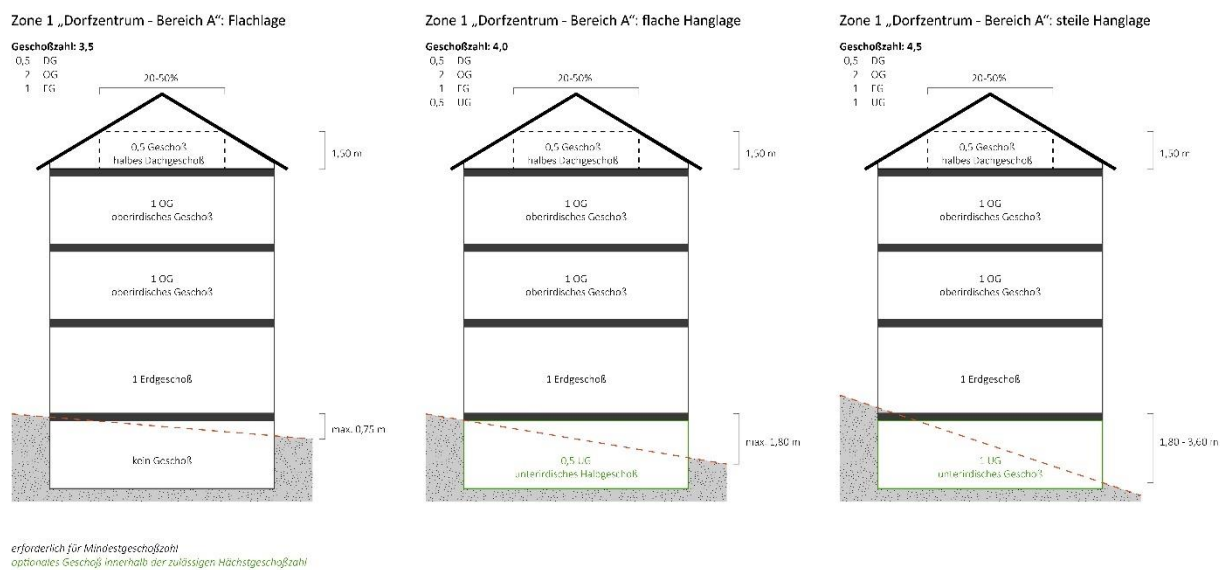 Zone 1 „Dorfzentrum - Bereich A“: Flachlage
Geschoßzahl: 3,5
0,5 DG
2 OG
1 EG
20-50%
0,5 Geschoß
halbes Dachgeschoß
1,50 m
1 OG
oberirdisches Geschoß
1 OG
oberirdisches Geschoß
1 Erdgeschoß
max. 0,75 m
kein Geschoß
Zone 1 „Dorfzentrum - Bereich A“: flache Hanglage
Geschoßzahl: 4,0
0,5 DG
2 OG
1 EG
0,5 UG
20-50%
0,5 Geschoß
halbes Dachgeschoß
1,50 m
1 OG
oberirdisches Geschoß
1 OG
oberirdisches Geschoß
1 Erdgeschoß
max. 1,80 m
0,5 UG
unterirdisches Halbgeschoß
Zone 1 „Dorfzentrum - Bereich A“: steile Hanglage
Geschoßzahl: 4,5
0,5 DG
2 OG
1 EG
1 UG
20-50%
0,5 Geschoß
halbes Dachgeschoß
1,50 m
1 OG
oberirdisches Geschoß
1 OG
oberirdisches Geschoß
1 Erdgeschoß
1,80 - 3,60 m
1 UG
unterirdisches Geschoß
erforderlich für Mindestgeschoßzahl
optionales Geschoß innerhalb der zulässigen Höchstgeschoßzahl